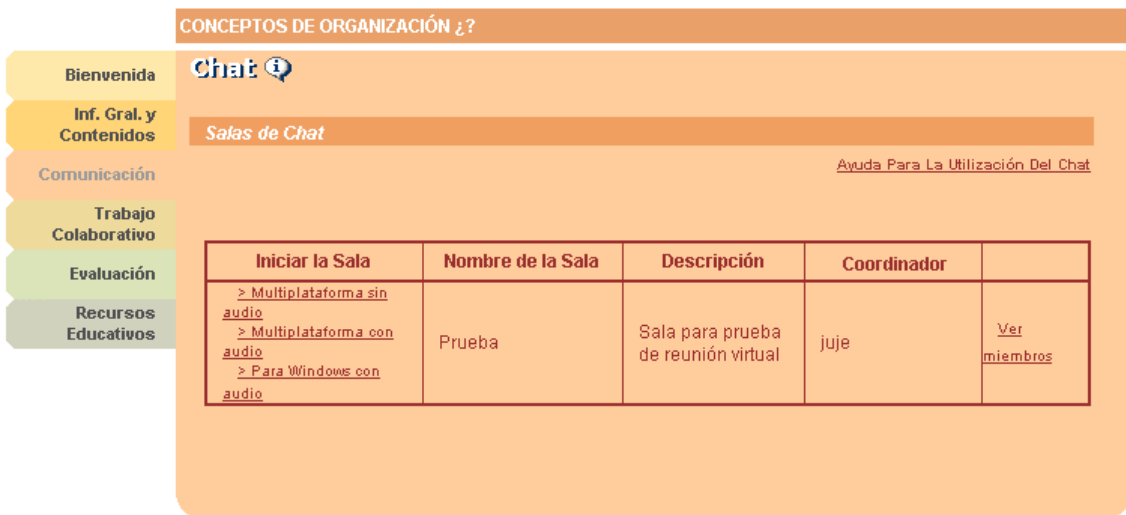 CONCEPTOS DE ORGANIZACIÓN ¿?
Bienvenida
Inf. Gral. y
Contenidos
Comunicación
Trabajo
Colaborativo
Evaluación
Recursos
Educativos
Chat
Salas de Chat
Ayuda Para La Utilización Del Chat
Iniciar la Sala
Nombre de la Sala
Descripción
Coordinador
> Multiplataforma sin
audio
> Multiplataforma con
audio
> Para Windows con
audio
Prueba
Sala para prueba
de reunión virtual
juje
Ver
miembros